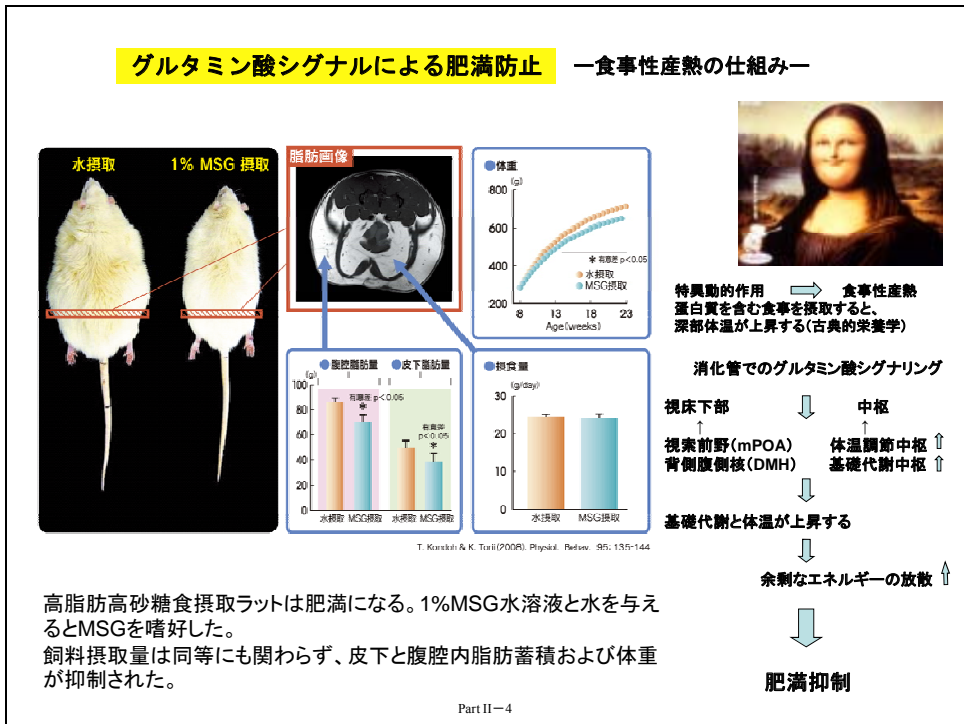 グルタミン酸シグナルによる肥満防止 ー食事性産熱の仕組みー
水摂取 1% MSG 摂取
脂肪画像
体重
(g)
800
600
400
200
8 13 18 23
Age(weeks)
* 有意差 p<0.05
水摂取
MSG摂取
腹腔脂肪量 皮下脂肪量
(g)
100
80
60
40
20
0
有意差 p<0.05
*
有意差
p<0.05
*
水摂取 MSG摂取 水摂取 MSG摂取
摂食量
(g/day)
30
20
10
0
水摂取 MSG摂取
T. Kondoh & K. Torii(2008). Physiol. Behav. 95: 135-144
特異動的作用 ⇒ 食事性産熱
蛋白質を含む食事を摂取すると、
深部体温が上昇する(古典的栄養学)
消化管でのグルタミン酸シグナリング
視床下部 中枢
↑ ↑
視索前野(mPOA) 体温調節中枢⇑
背側腹側核(DMH) 基礎代謝中枢⇑
基礎代謝と体温が上昇する
余剰なエネルギーの放散⇑
肥満抑制
高脂肪高砂糖食摂取ラットは肥満になる。1%MSG水溶液と水を与え
るとMSGを嗜好した。
飼料摂取量は同等にも関わらず、皮下と腹腔内脂肪蓄積および体重
が抑制された。
Part II-4